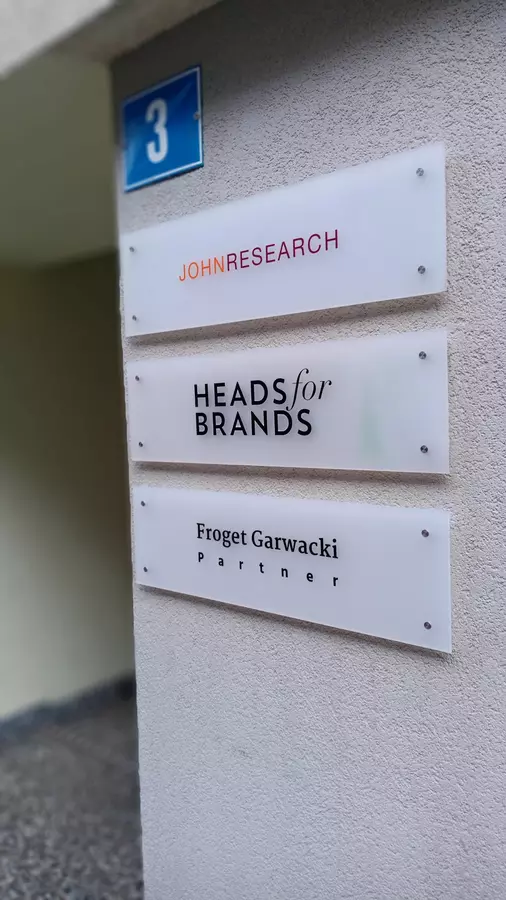 3
JOHNRESEARCH
HEADS for
BRANDS
Froget Garwacki
Partner